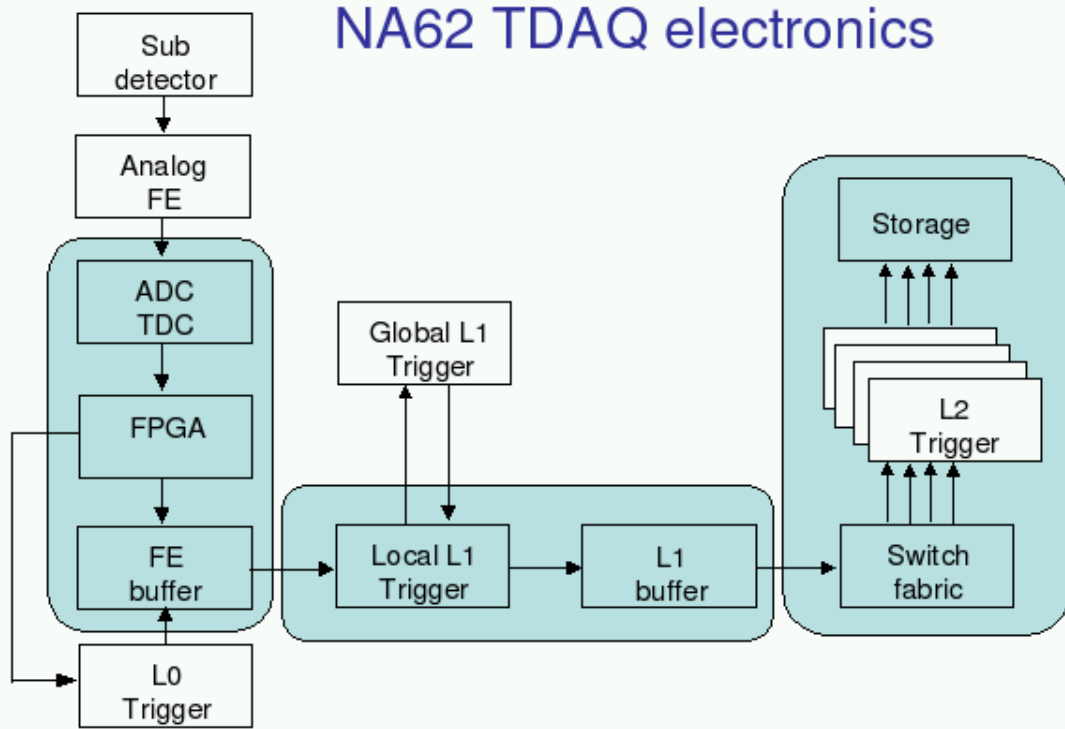 NA62 TDAQ electronics
Sub
detector
Analog
FE
ADC
TDC
FPGA
FE
buffer
L0
Trigger
Global L1
Trigger
Local L1
Trigger
L1
buffer
Storage
L2
Trigger
Switch
fabric